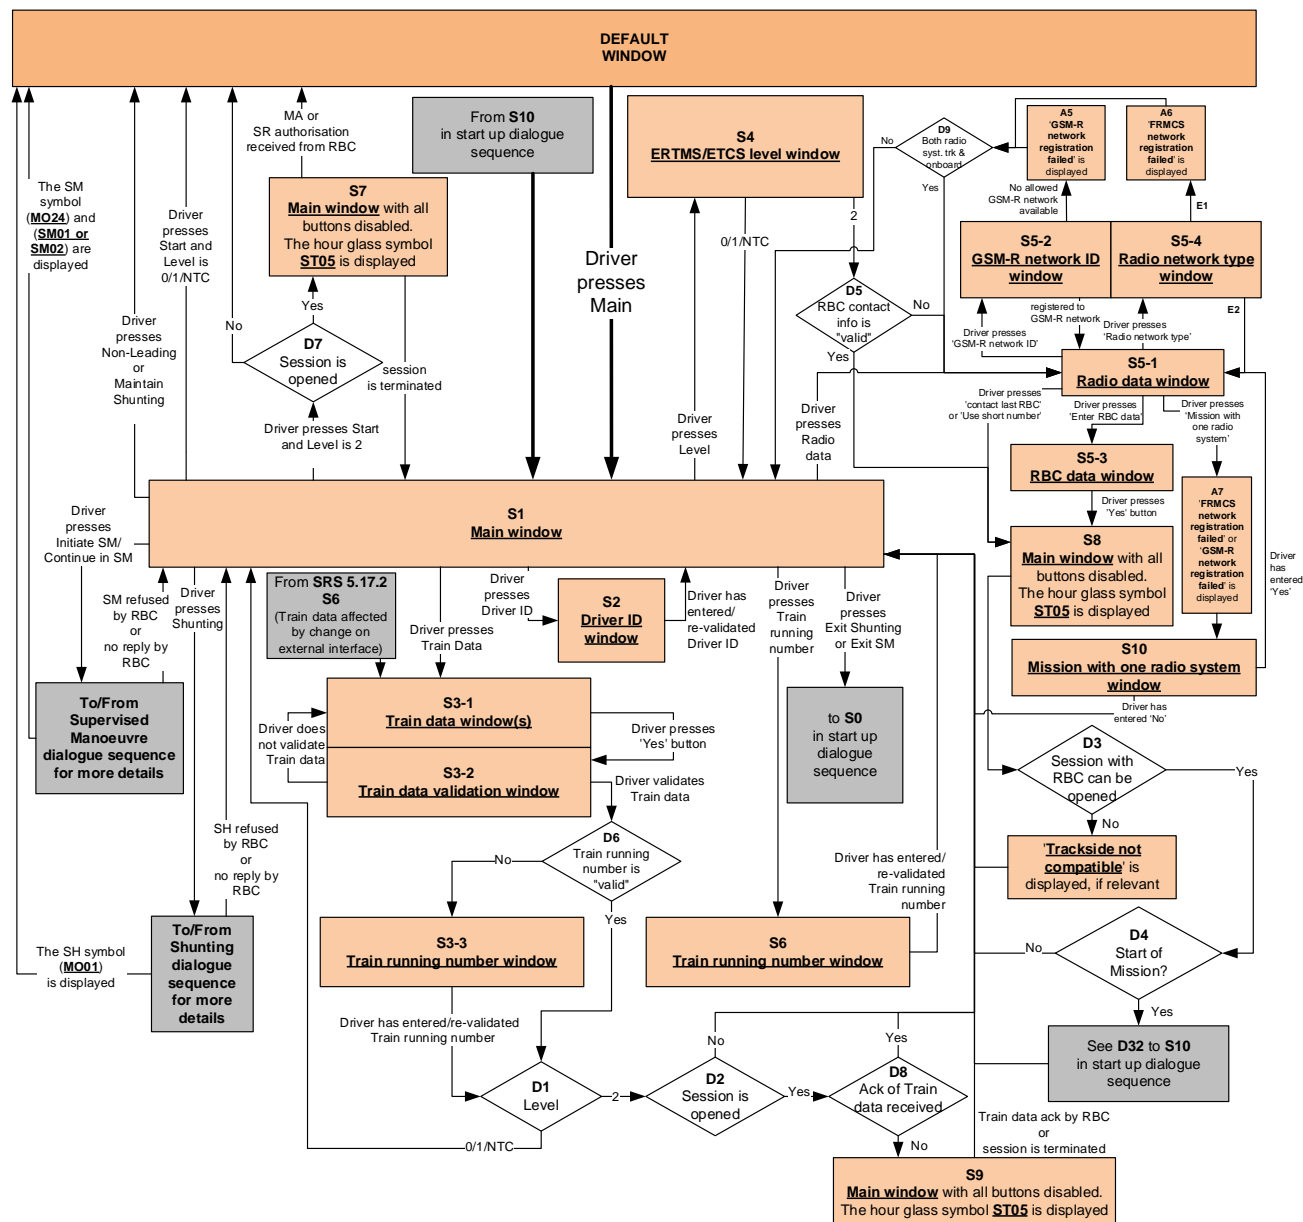 DEFAULT
WINDOW
MA or
SR authorisation
received from RBC
From S10
in start up dialogue
sequence
S4
ERTMS/ETCS level window
D9
Both radio
syst. trk &
onboard
No
Yes
A5
'GSM-R
network
registration
failed' is
displayed
A6
'FRMCS
network
registration
failed' is
displayed
No allowed
GSM-R network
available
E1
The SM
symbol
(MO24) and
(SM01 or
SM02) are
displayed
Driver
presses
Start and
Level is
0/1/NTC
S7
Main window with all
buttons disabled.
The hour glass symbol
ST05 is displayed
2
0/1/NTC
S5-2
GSM-R network ID
window
S5-4
Radio network type
window
Driver
presses
Main
D5
RBC contact
info is
"valid"
No
Yes
registered to
GSM-R network
E2
Driver presses
'GSM-R network ID'
Driver presses
'Radio network type'
Yes
No
Driver
presses
Non-Leading
or
Maintain
Shunting
D7
Session is
opened
session
is terminated
S5-1
Radio data window
Driver presses
'contact last RBC'
or 'Use short number'
Driver presses
'Enter RBC data'
Driver presses
'Mission with
one radio
system'
Driver presses Start
and Level is 2
Driver
presses
Level
Driver
presses
Radio
data
S5-3
RBC data window
Driver presses
'Yes' button
A7
'FRMCS
network
registration
failed' or
'GSM-R
network
registration
failed' is
displayed
S1
Main window
Driver
presses
Initiate SM/
Continue in SM
S8
Main window with all
buttons disabled.
The hour glass symbol
ST05 is displayed
Driver
has
entered
'Yes'
SM refused
by RBC
or
no reply by
RBC
Driver
presses
Shunting
From SRS 5.17.2
S6
(Train data affected
by change on
external interface)
Driver presses
Train Data
Driver
presses
Driver ID
S2
Driver ID
window
Driver has
entered/
re-validated
Driver ID
Driver
presses
Train
running
number
Driver
presses
Exit Shunting
or Exit SM
S10
Mission with one radio system
window
Driver has
entered 'No'
To/From
Supervised
Manoeuvre
dialogue sequence
for more details
S3-1
Train data window(s)
Driver does
not validate
Train data
Driver presses
'Yes' button
S3-2
Train data validation window
Driver validates
Train data
to S0
in start up
dialogue
sequence
D3
Session with
RBC can be
opened
Yes
No
SH refused
by RBC
or
no reply by
RBC
D6
Train running
number is
"valid"
No
Yes
'Trackside not
compatible' is
displayed, if relevant
Driver has entered/
re-validated
Train running
number
The SH symbol
(MO01)
is displayed
To/From
Shunting
dialogue
sequence
for more
details
S3-3
Train running number window
S6
Train running number window
D4
Start of
Mission?
No
Yes
Driver has entered/re-validated
Train running number
See D32 to S10
in start up dialogue
sequence
D1
Level
2
0/1/NTC
No
D2
Session is
opened
Yes
Yes
D8
Ack of Train
data received
No
Train data ack by RBC
or
session is terminated
S9
Main window with all buttons disabled.
The hour glass symbol ST05 is displayed